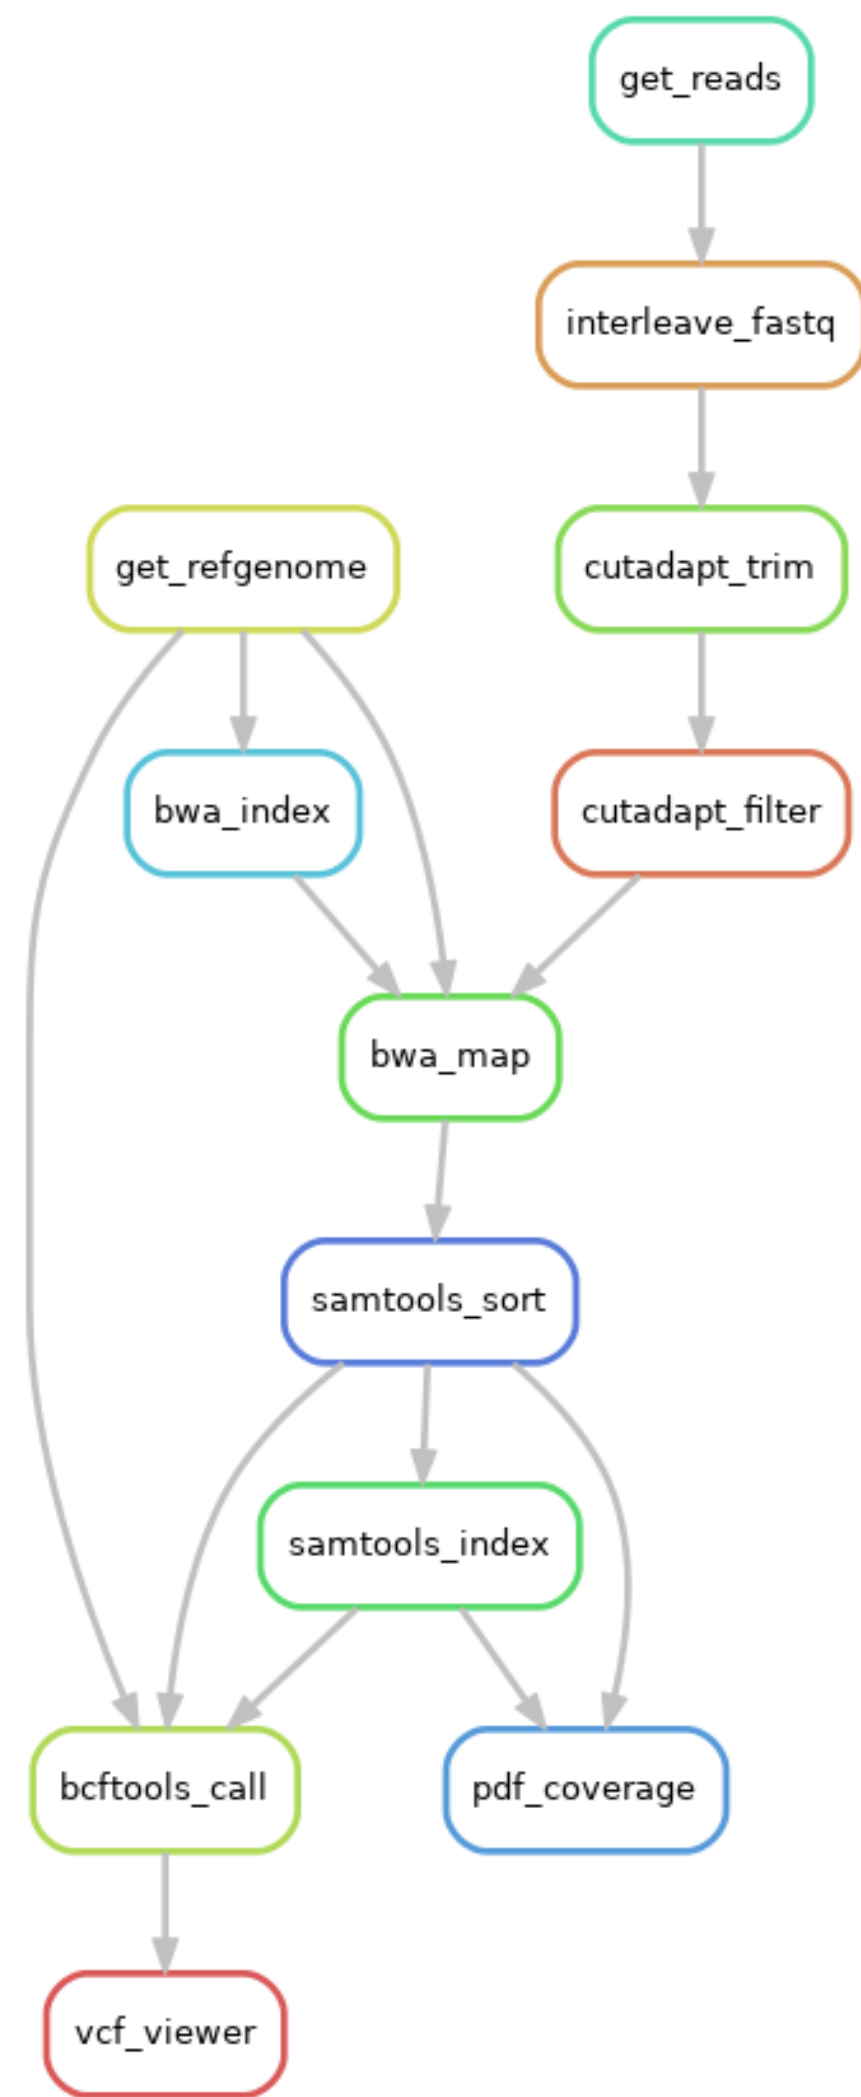 get_reads
interleave_fastq
get_refgenome
cutadapt_trim
bwa_index
cutadapt_filter
bwa_map
samtools_sort
samtools_index
bcftools_call
pdf_coverage
vcf_viewer